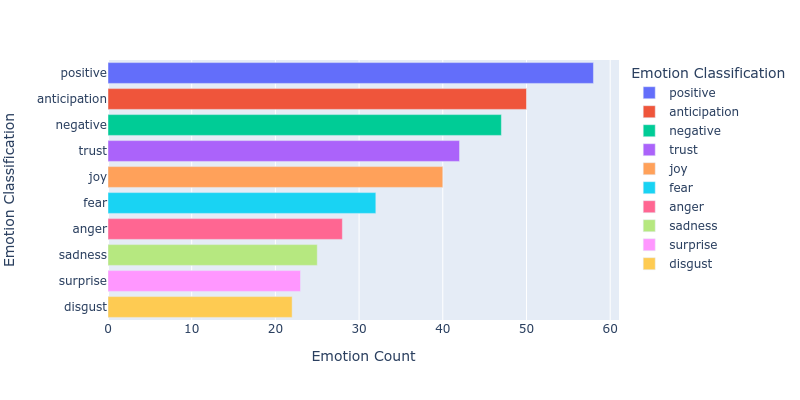 Emotion Classification
positive
anticipation
negative
trust
joy
fear
anger
sadness
surprise
disgust
0 10 20 30 40 50 60
Emotion Count
Emotion Classification
positive
anticipation
negative
trust
joy
fear
anger
sadness
surprise
disgust